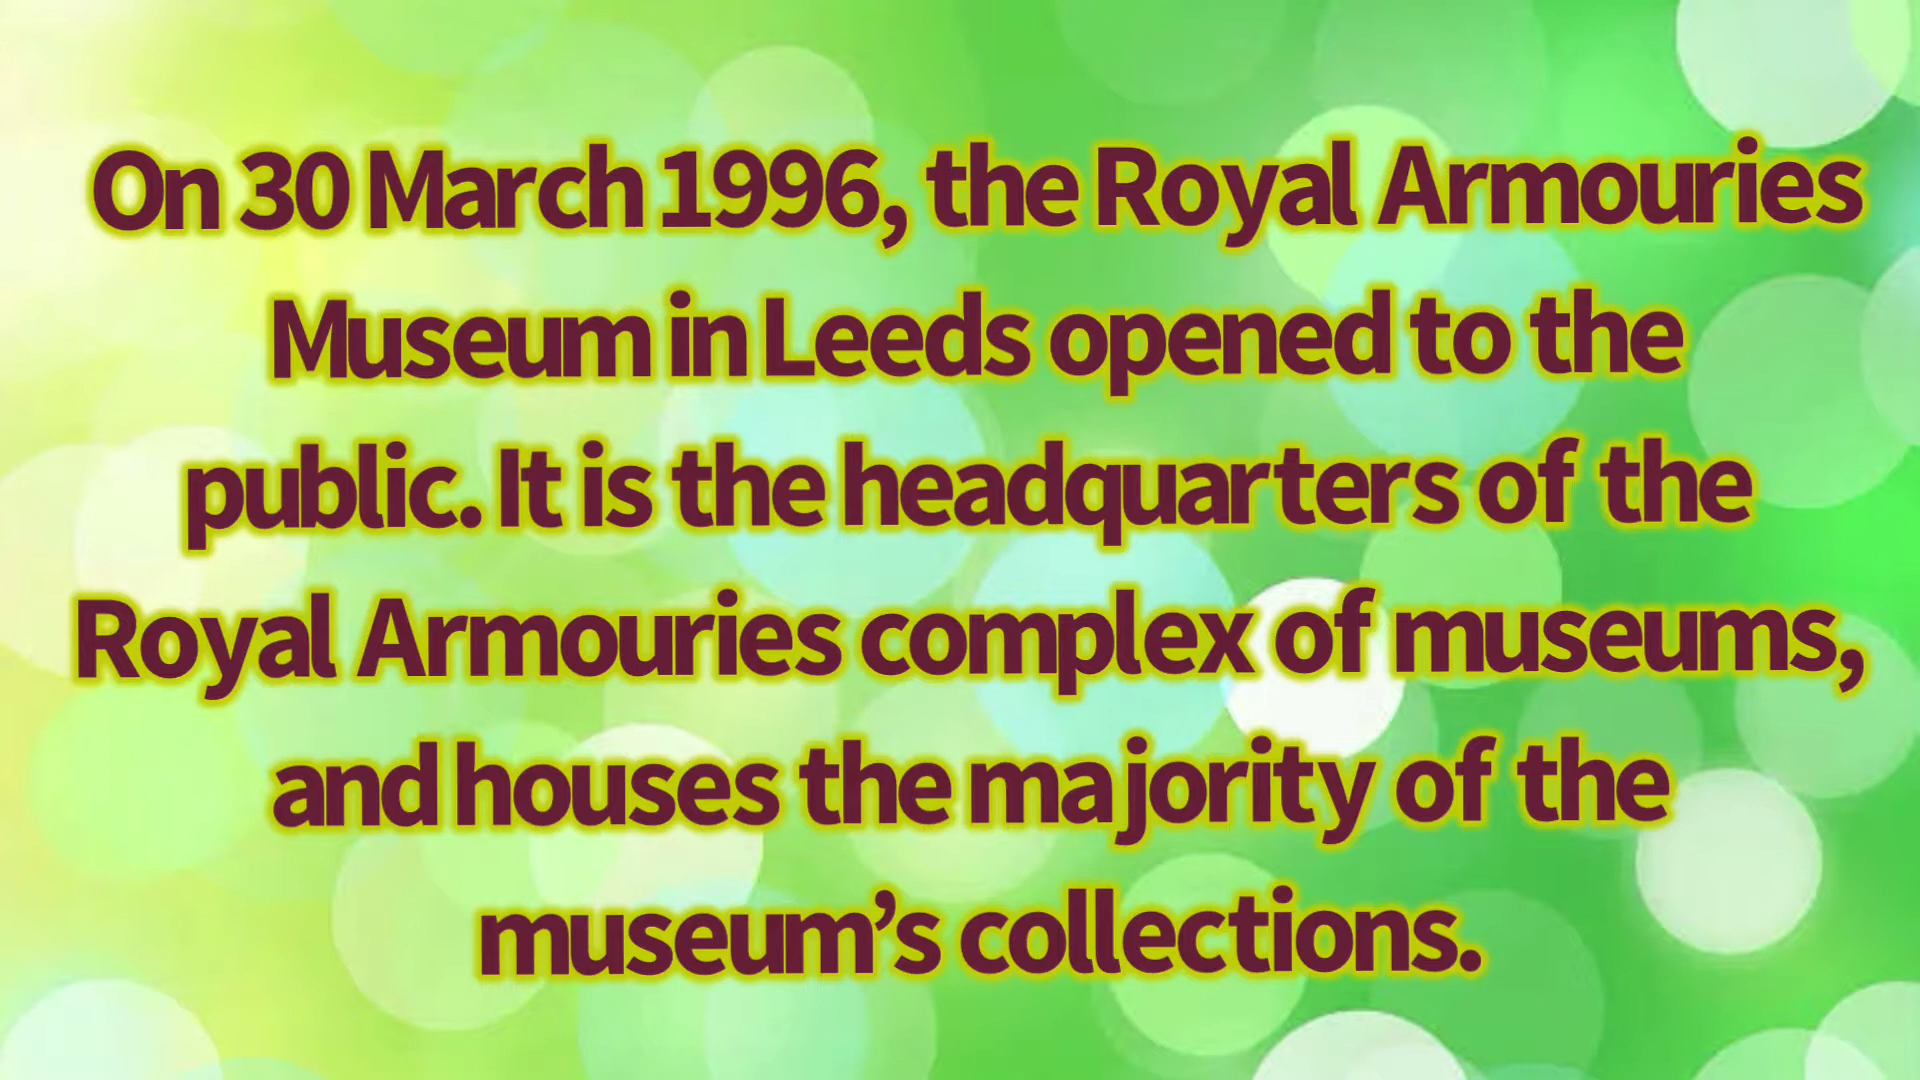 On 30 March 1996, the Royal Armouries
Museum in Leeds opened to the
public. It is the headquarters of the
Royal Armouries complex of museums,
and houses the majority of the
museum’s collections.